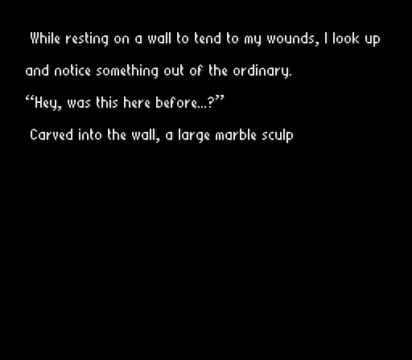 While resting on a wall to tend to my wounds, I look up
and notice something out of the ordinary.
“Hey, was this here before...?”
Carved into the wall, a large marble sculp